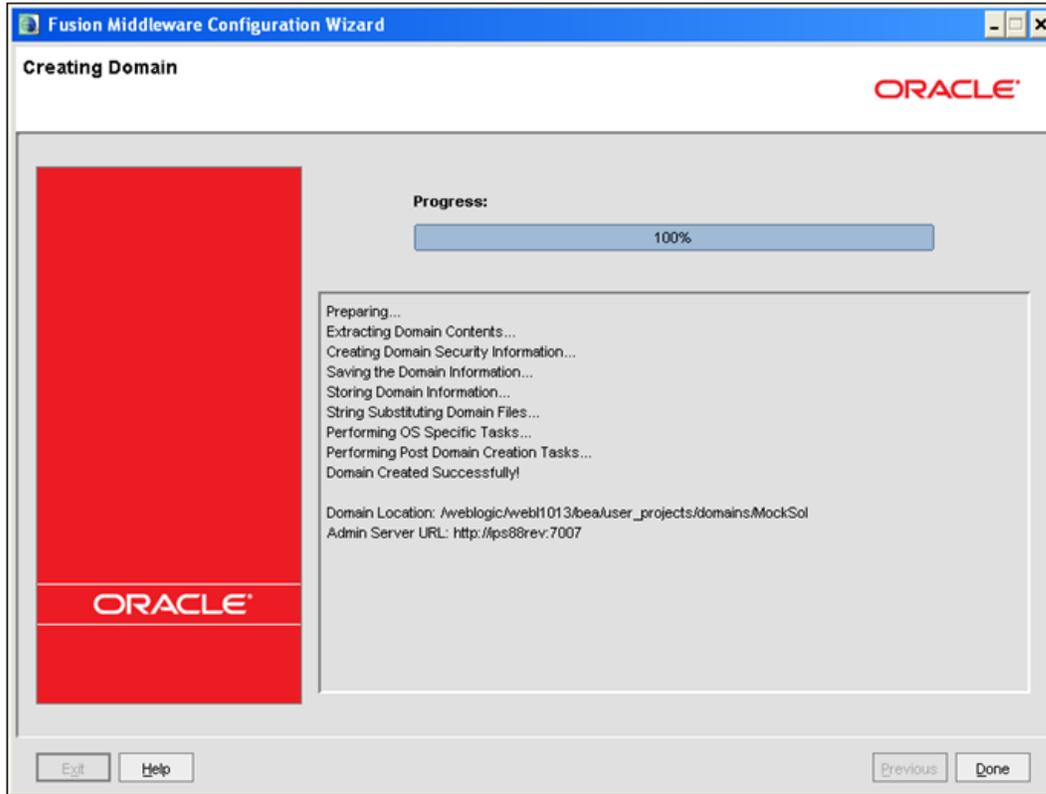 Fusion Middleware Configuration Wizard
Creating Domain
ORACLE®
Progress:
100%
Preparing...
Extracting Domain Contents...
Creating Domain Security Information...
Saving the Domain Information...
Storing Domain Information...
String Substituting Domain Files...
Performing OS Specific Tasks...
Performing Post Domain Creation Tasks...
Domain Created Successfully!
Domain Location: /weblogic/webl1013/bea/user_projects/domains/MockSol
Admin Server URL: http://ips88rev:7007
ORACLE®
Exit
Help
Previous
Done